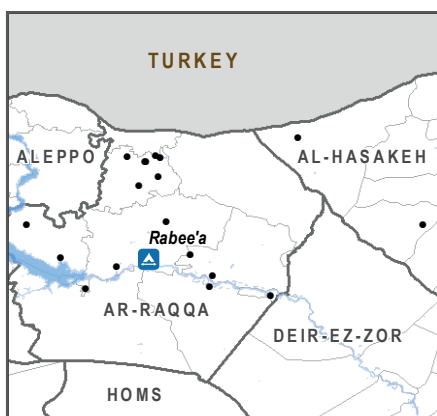 TURKEY
ALEPPO
AL-HASAKEH
Rabee'a
AR-RAQQA
DEIR-EZ-ZOR
HOMS